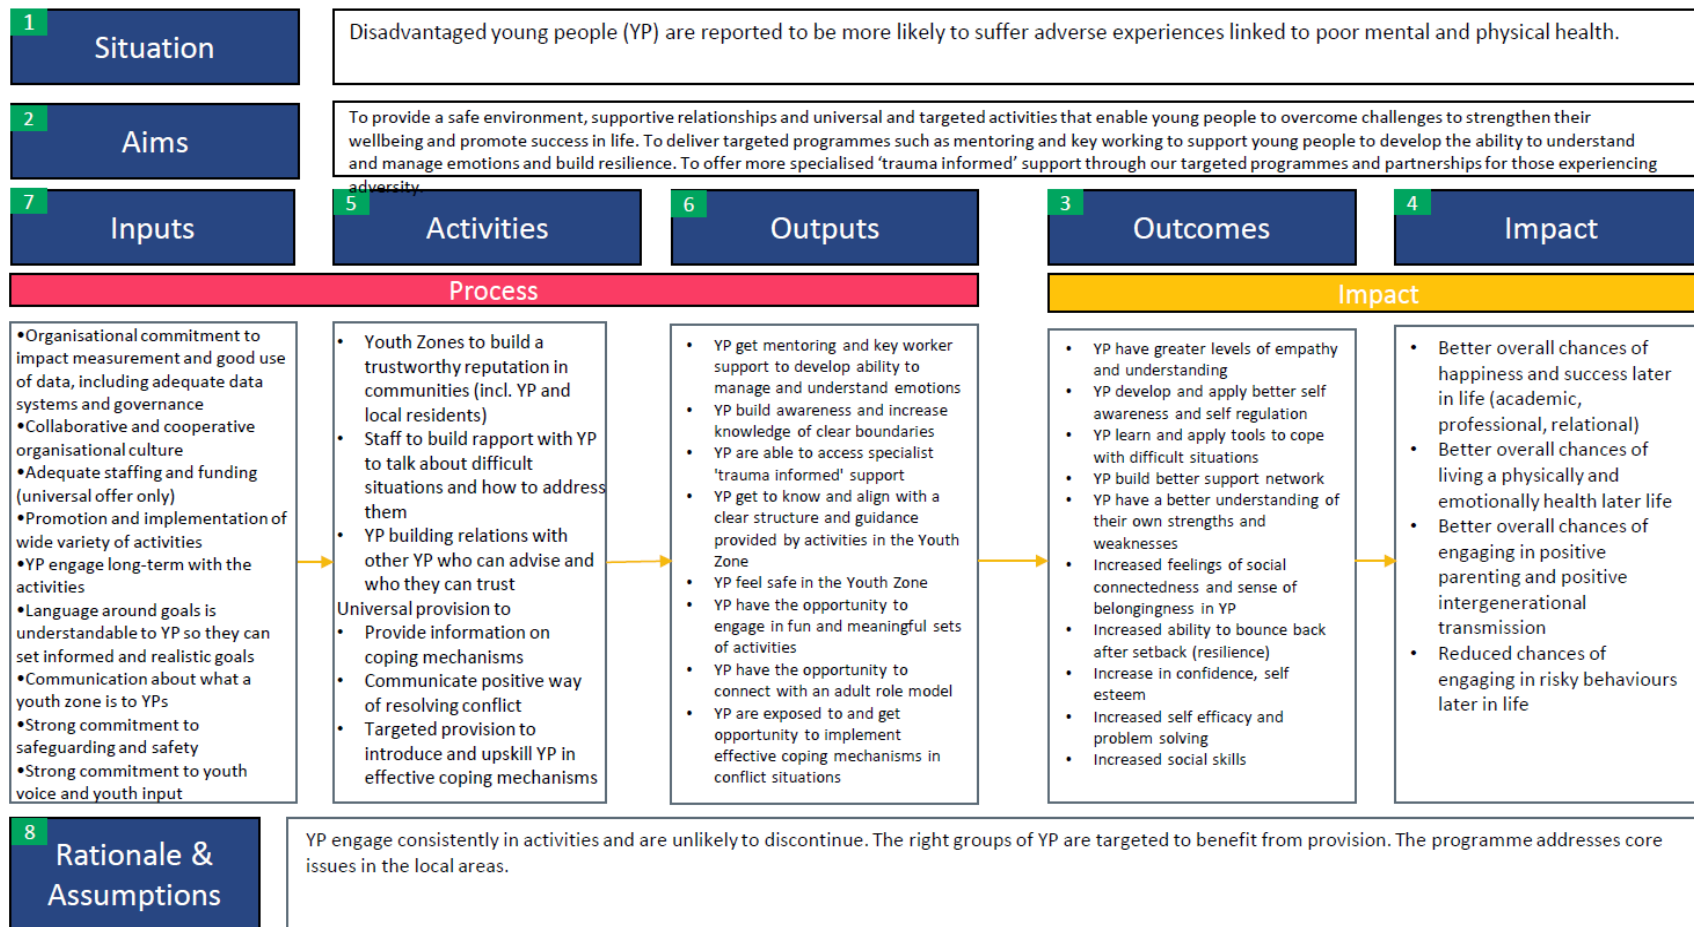 1
Situation
Disadvantaged young people (YP) are reported to be more likely to suffer adverse experiences linked to poor mental and physical health.
2
Aims
To provide a safe environment, supportive relationships and universal and targeted activities that enable young people to overcome challenges to strengthen their
wellbeing and promote success in life. To deliver targeted programmes such as mentoring and key working to support young people to develop the ability to understand
and manage emotions and build resilience. To offer more specialised ‘trauma informed’ support through our targeted programmes and partnerships for those experiencing
adversity.
7
Inputs
5
Activities
6
Outputs
3
Outcomes
4
Impact
Process
Impact
•Organisational commitment to
impact measurement and good use
of data, including adequate data
systems and governance
•Collaborative and cooperative
organisational culture
•Adequate staffing and funding
(universal offer only)
•Promotion and implementation of
wide variety of activities
•YP engage long-term with the
activities
•Language around goals is
understandable to YP so they can
set informed and realistic goals
•Communication about what a
youth zone is to YPs
•Strong commitment to
safeguarding and safety
•Strong commitment to youth
voice and youth input
• Youth Zones to build a
trustworthy reputation in
communities (incl. YP and
local residents)
• Staff to build rapport with YP
to talk about difficult
situations and how to address
them
• YP building relations with
other YP who can advise and
who they can trust
Universal provision to
• Provide information on
coping mechanisms
• Communicate positive way
of resolving conflict
• Targeted provision to
introduce and upskill YP in
effective coping mechanisms
• YP get mentoring and key worker
support to develop ability to
manage and understand emotions
• YP build awareness and increase
knowledge of clear boundaries
• YP are able to access specialist
'trauma informed' support
• YP get to know and align with a
clear structure and guidance
provided by activities in the Youth
Zone
• YP feel safe in the Youth Zone
• YP have the opportunity to
engage in fun and meaningful sets
of activities
• YP have the opportunity to
connect with an adult role model
• YP are exposed to and get
opportunity to implement
effective coping mechanisms in
conflict situations
• YP have greater levels of empathy
and understanding
• YP develop and apply better self
awareness and self regulation
• YP learn and apply tools to cope
with difficult situations
• YP build better support network
• YP have a better understanding of
their own strengths and
weaknesses
• Increased feelings of social
connectedness and sense of
belongingness in YP
• Increased ability to bounce back
after setback (resilience)
• Increase in confidence, self
esteem
• Increased self efficacy and
problem solving
• Increased social skills
• Better overall chances of
happiness and success later
in life (academic,
professional, relational)
• Better overall chances of
living a physically and
emotionally health later life
• Better overall chances of
engaging in positive
parenting and positive
intergenerational
transmission
• Reduced chances of
engaging in risky behaviours
later in life
8
Rationale &
Assumptions
YP engage consistently in activities and are unlikely to discontinue. The right groups of YP are targeted to benefit from provision. The programme addresses core
issues in the local areas.